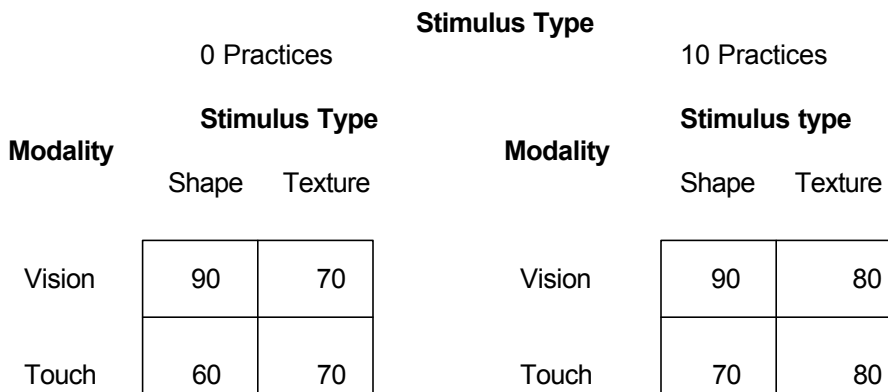 Stimulus Type
0 Practices 10 Practices
Stimulus Type Stimulus type
Modality Modality
Shape Texture Shape Texture
Vision 90 70 Vision 90 80
Touch 60 70 Touch 70 80